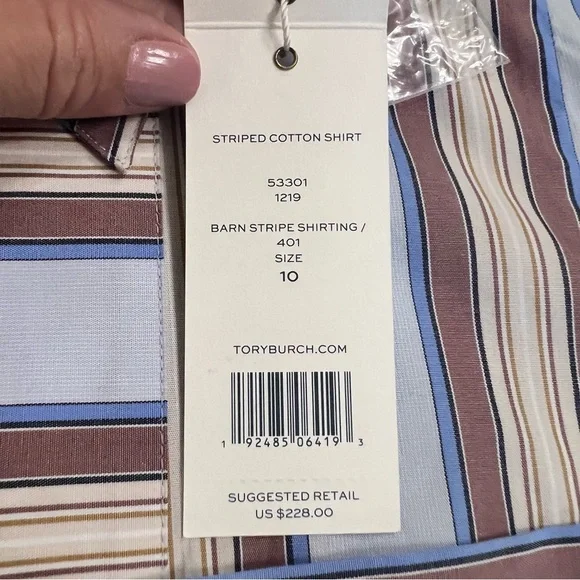 STRIPED COTTON SHIRT
53301
1219
BARN STRIPE SHIRTING /
401
SIZE
10
TORYBURCH.COM
1 92485 06419 3
SUGGESTED RETAIL
US $228.00